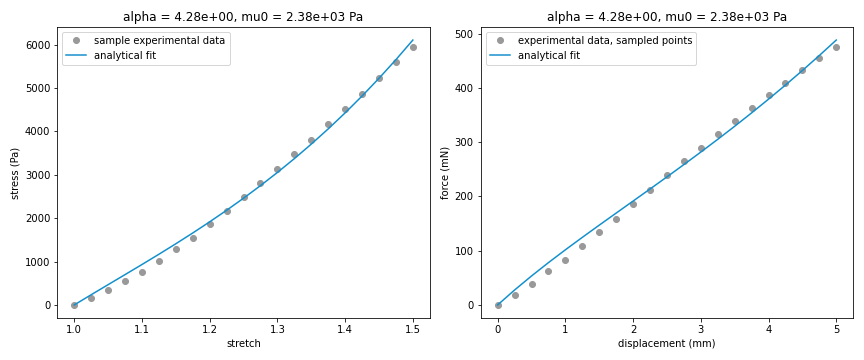 alpha = 4.28e+00, mu0 = 2.38e+03 Pa
sample experimental data
analytical fit
stress (Pa)
6000
5000
4000
3000
2000
1000
0
1.0 1.1 1.2 1.3 1.4 1.5
stretch
alpha = 4.28e+00, mu0 = 2.38e+03 Pa
experimental data, sampled points
analytical fit
force (mN)
500
400
300
200
100
0
0 1 2 3 4 5
displacement (mm)